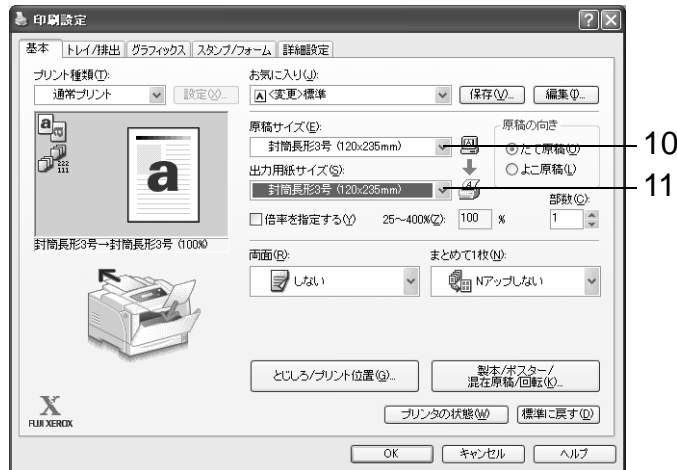 印刷設定
基本 トレイ/排出 グラフィックス スタンプ/フォーム 詳細設定
プリント種類(T):
通常プリント 設定(X)...
お気に入り(J):
A <変更>標準 保存(V)... 編集(I)...
原稿サイズ(E):
封筒長形3号 (120x235mm)
10
原稿の向き
たて原稿(O)
よこ原稿(L)
出力用紙サイズ(S):
封筒長形3号 (120x235mm)
11
部数(C):
倍率を指定する(Y) 25～400%(Z): 100 % 1
a
封筒長形3号→封筒長形3号 (100%)
両面(R):
しない
まとめて1枚(N):
Nアップしない
とじしろ/プリント位置(G)...
製本/ポスター/
混在原稿/回転(K)...
X
FUJI XEROX
プリンタの状態(W) 標準に戻す(D)
OK キャンセル ヘルプ